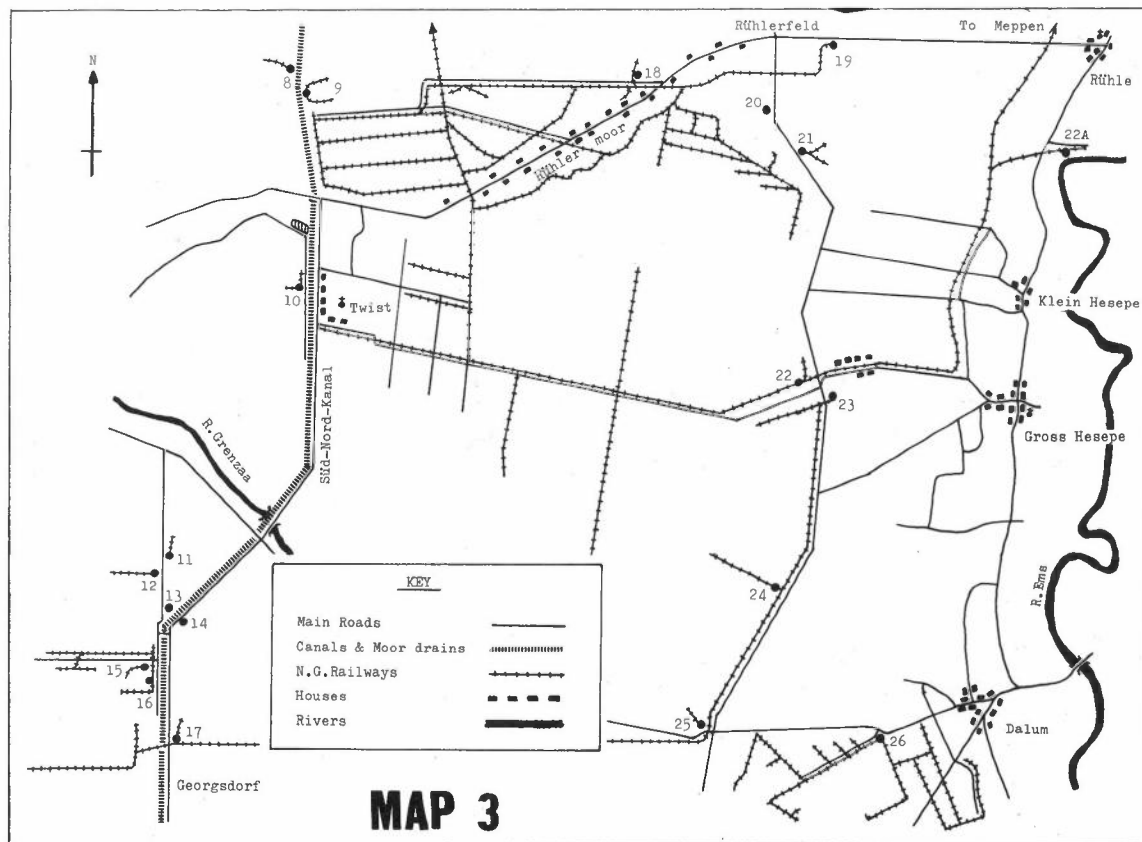 Rühlerfeld
To Meppen
N
8
9
18
19
Rühle
20
21
22A
Rühler moor
10
Twist
Klein Hesepe
Süd-Nord-Kanal
22
23
Gross Hesepe
R.Grenzaa
11
12
13
14
24
R.Ems
15
16
17
25
26
Dalum
Georgsdorf
KEY
Main Roads
Canals & Moor drains
N.G.Railways
Houses
Rivers
MAP 3